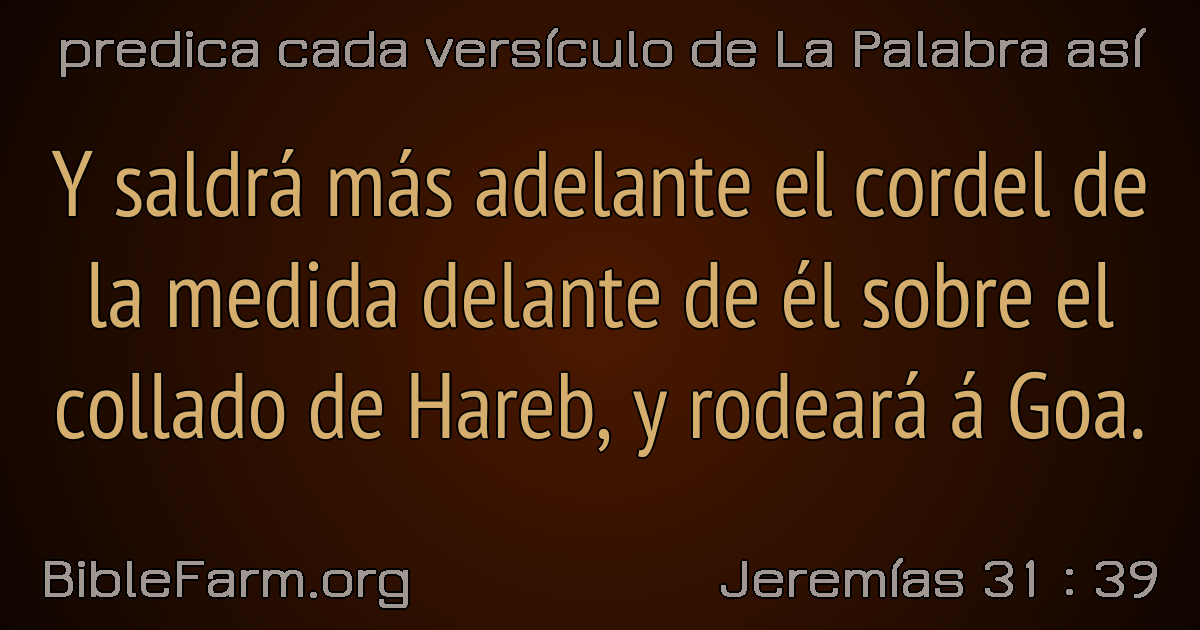 predica cada versículo de La Palabra así
Y saldrá más adelante el cordel de
la medida delante de él sobre el
collado de Hareb, y rodeará á Goa.
BibleFarm.org
Jeremías 31 : 39